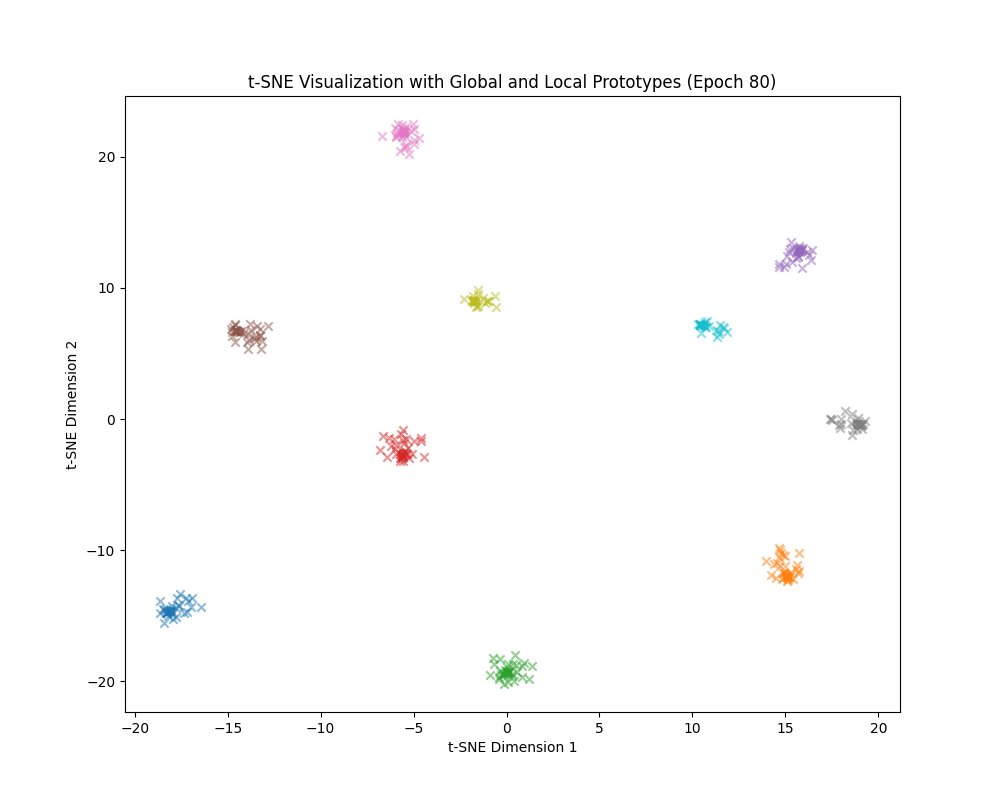 t-SNE Visualization with Global and Local Prototypes (Epoch 80)
20
10
0
−10
−20
t-SNE Dimension 2
−20 −15 −10 −5 0 5 10 15 20
t-SNE Dimension 1